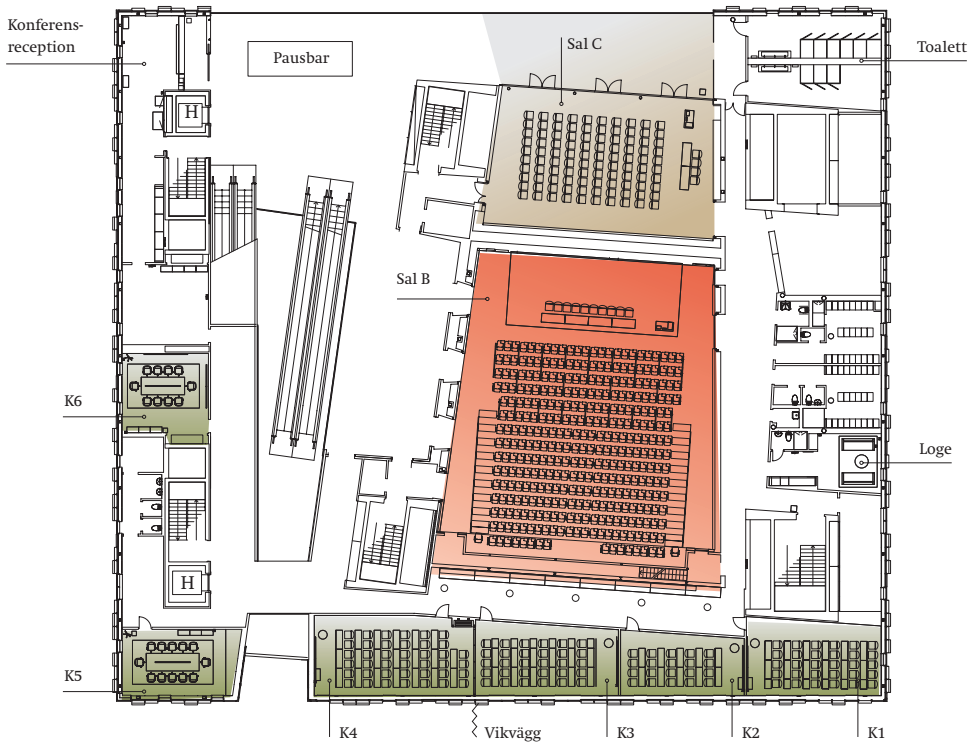 Konferens-
reception
Pausbar
Sal C
Toalett
H
Sal B
K6
Loge
H
K5
K4
Vikvägg
K3
K2
K1